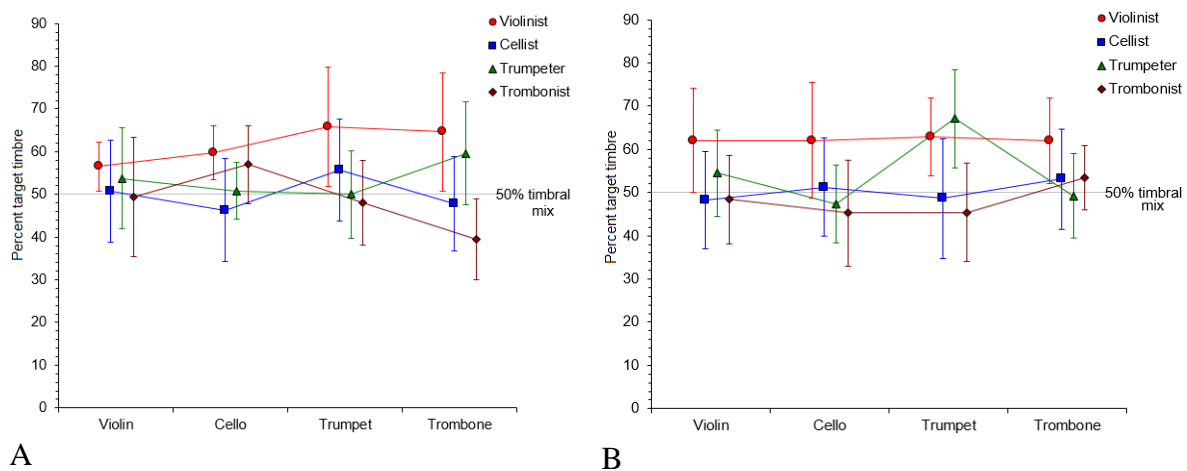 90
80
70
60
50
40
30
20
10
0
Percent target timbre
Violinist
Cellist
Trumpeter
Trombonist
50% timbral
mix
Violin
Cello
Trumpet
Trombone
A
90
80
70
60
50
40
30
20
10
0
Percent target timbre
Violinist
Cellist
Trumpeter
Trombonist
50% timbral
mix
Violin
Cello
Trumpet
Trombone
B